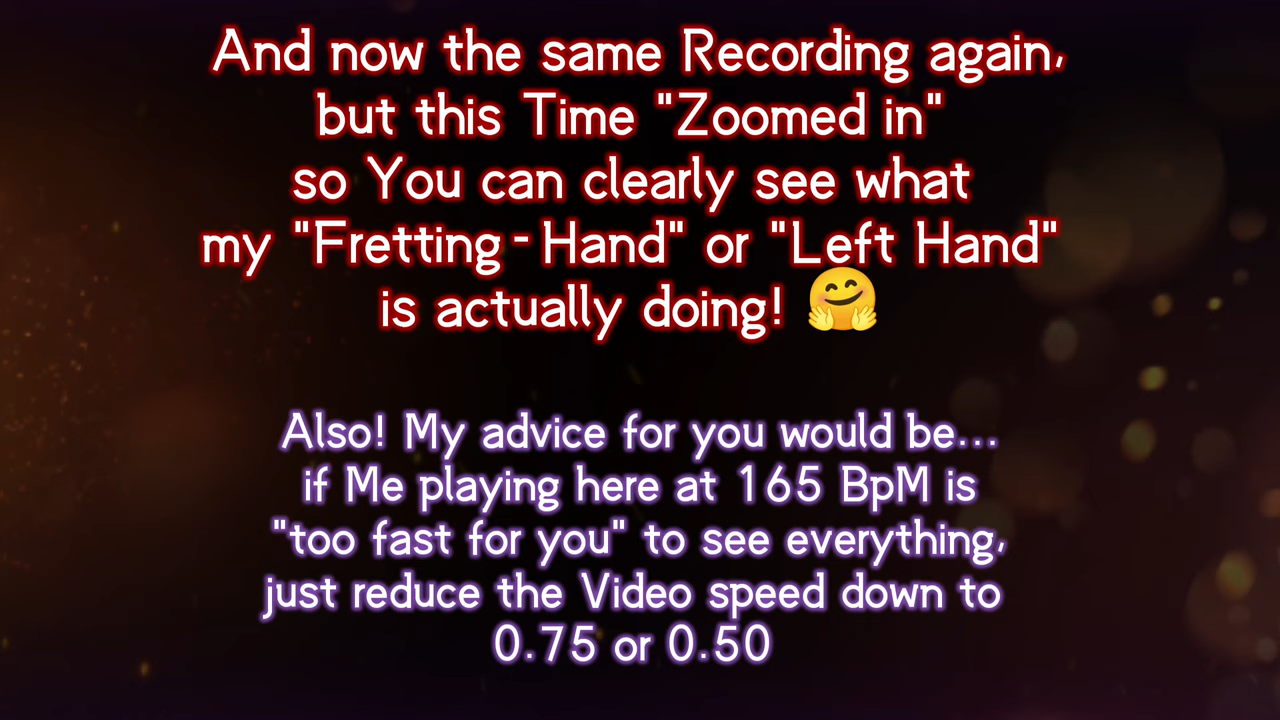 And now the same Recording again,
but this Time "Zoomed in"
so You can clearly see what
my "Fretting-Hand" or "Left Hand"
is actually doing! 🤗
Also! My advice for you would be...
if Me playing here at 165 BpM is
"too fast for you" to see everything,
just reduce the Video speed down to
0.75 or 0.50